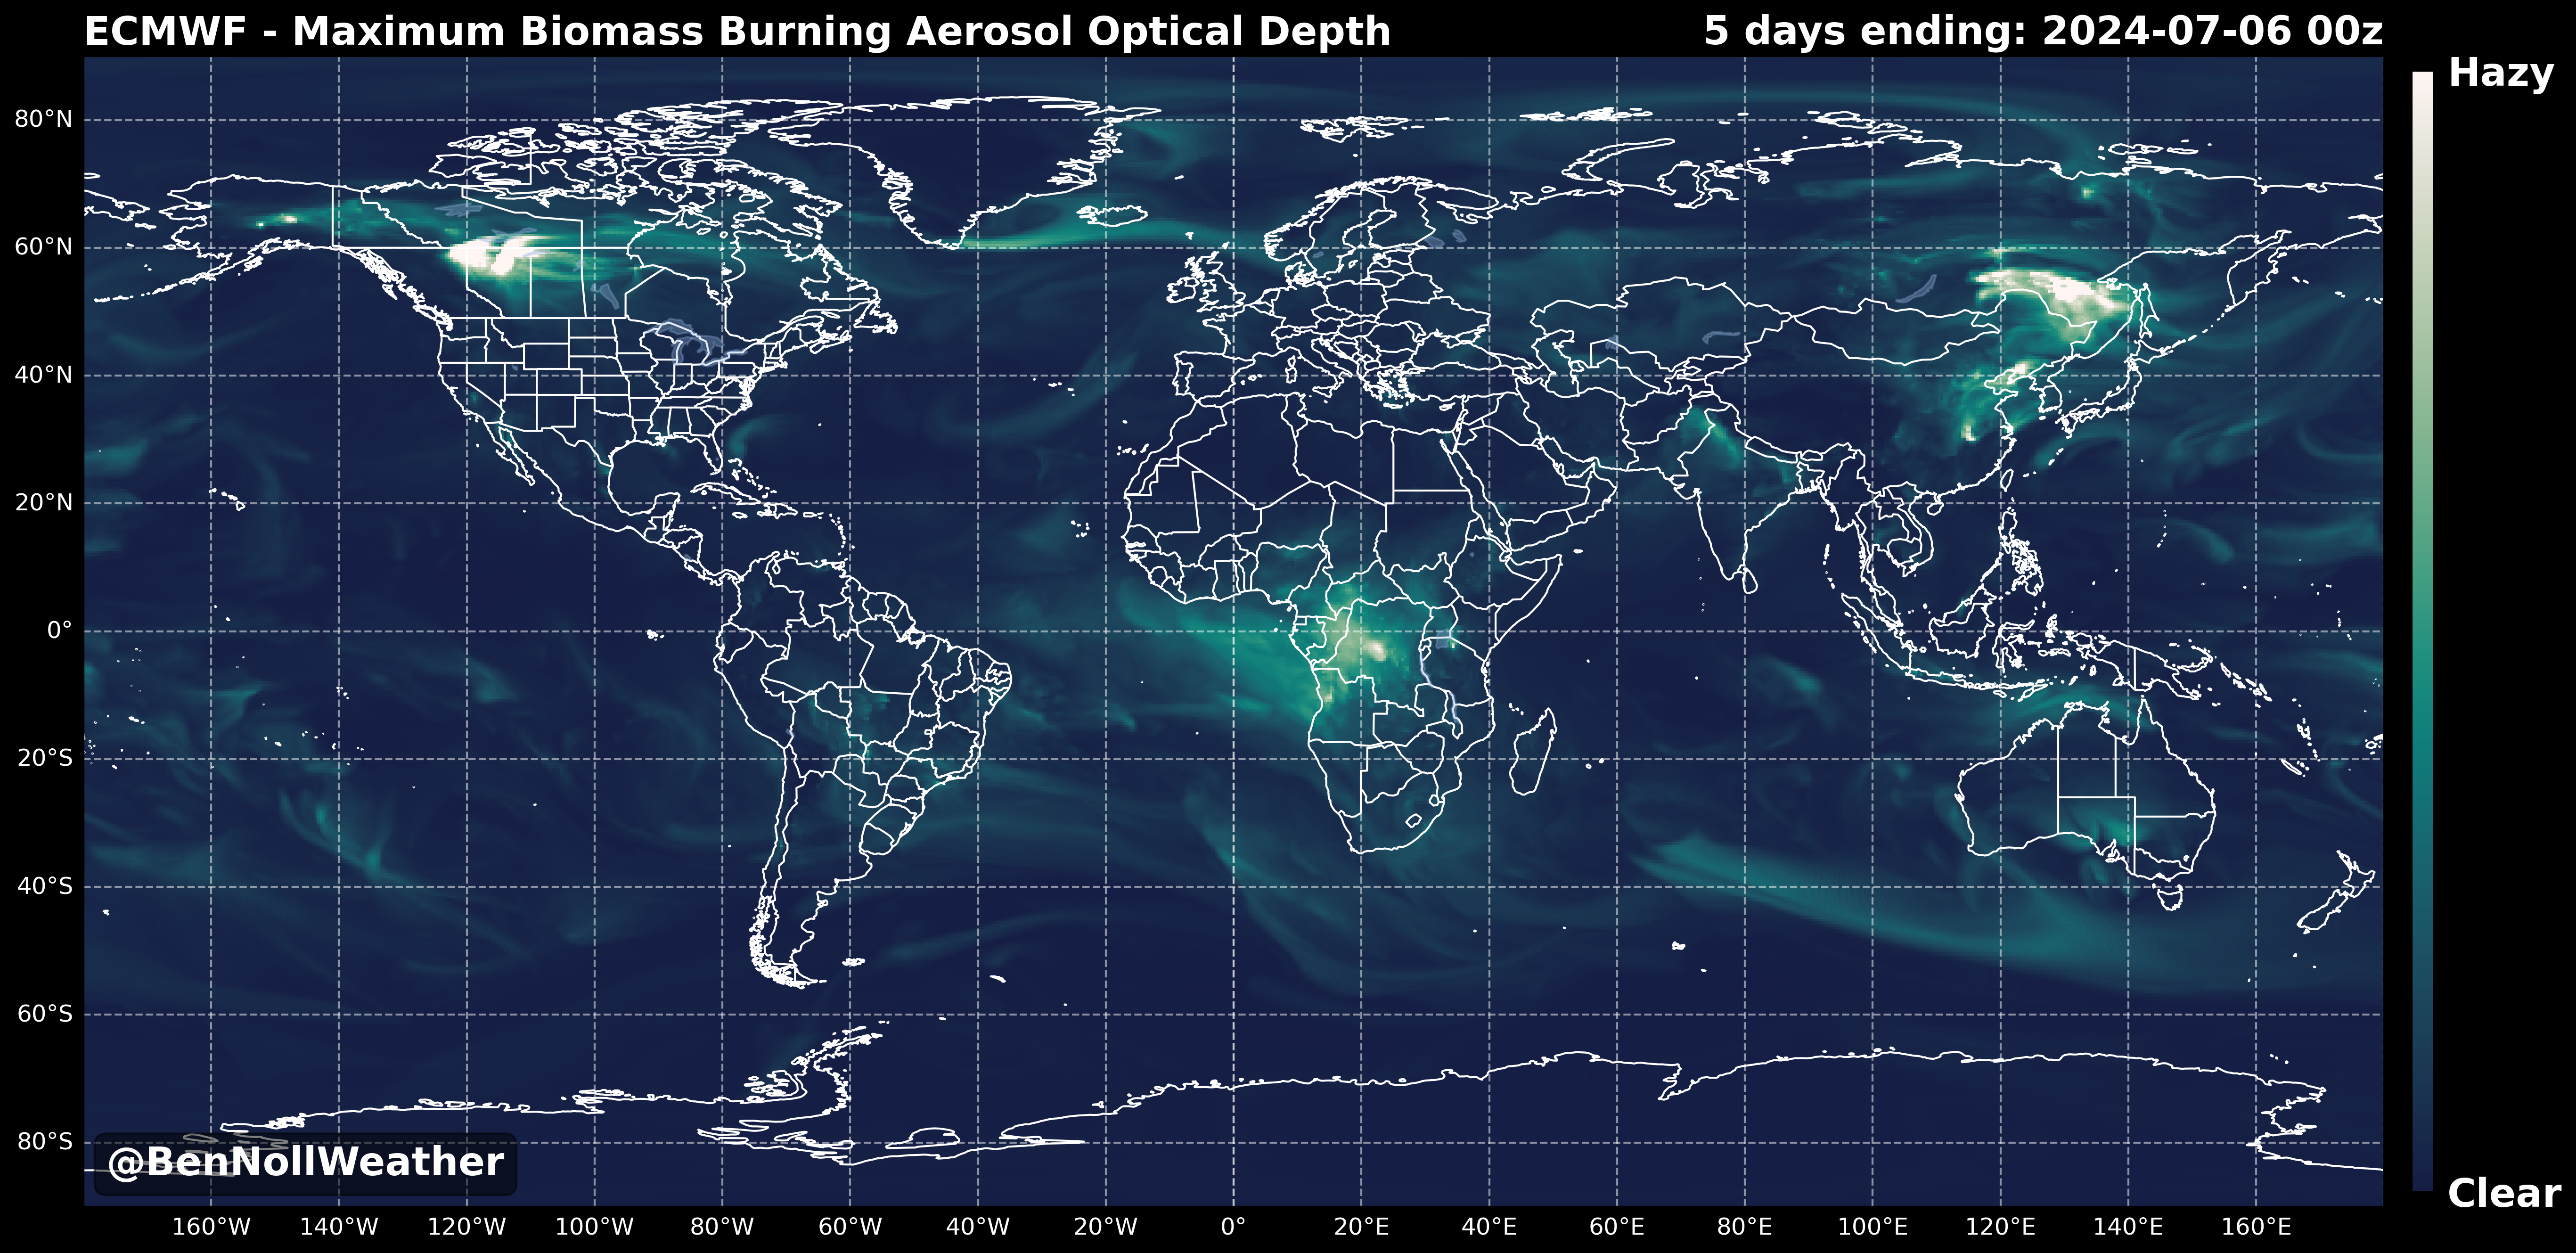 ECMWF - Maximum Biomass Burning Aerosol Optical Depth
5 days ending: 2024-07-06 00z
Hazy
80°N
60°N
40°N
20°N
0°
20°S
40°S
60°S
80°S
@BenNollWeather
Clear
160°W 140°W 120°W 100°W 80°W 60°W 40°W 20°W 0° 20°E 40°E 60°E 80°E 100°E 120°E 140°E 160°E